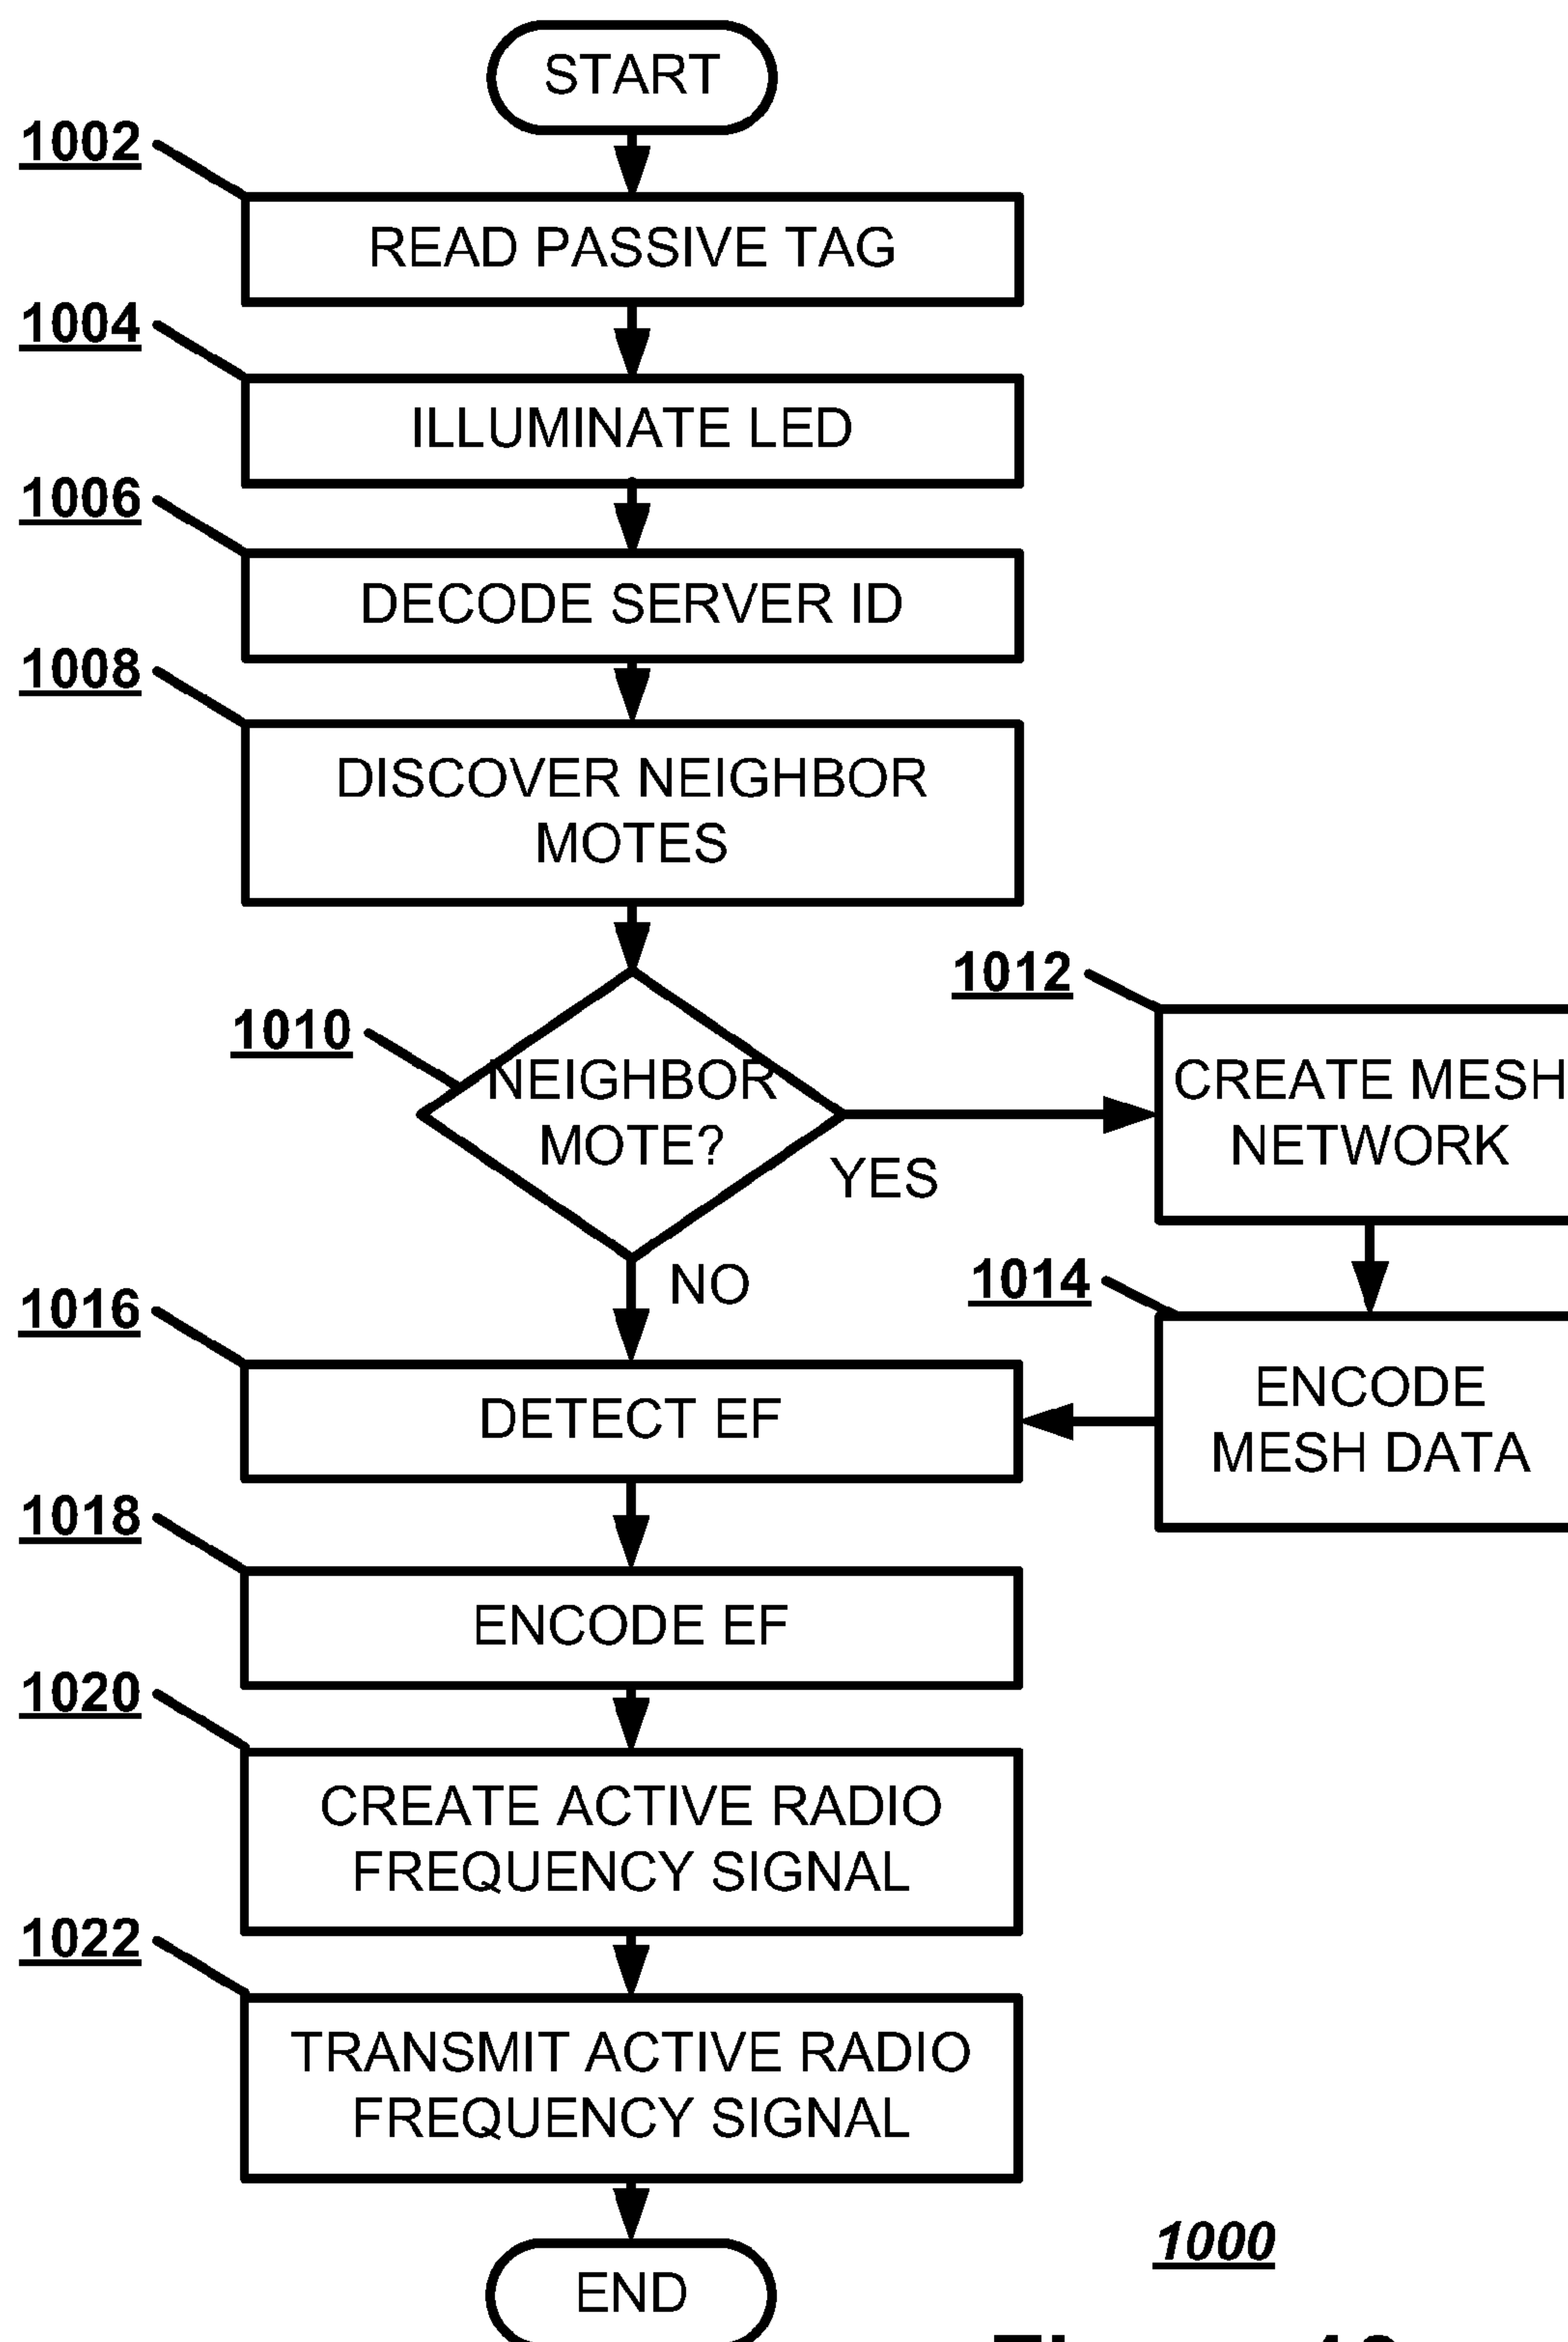 START
1002
READ PASSIVE TAG
1004
ILLUMINATE LED
1006
DECODE SERVER ID
1008
DISCOVER NEIGHBOR
MOTES
1010
NEIGHBOR
MOTE?
YES
NO
1012
CREATE MESH
NETWORK
1014
ENCODE
MESH DATA
1016
DETECT EF
1018
ENCODE EF
1020
CREATE ACTIVE RADIO
FREQUENCY SIGNAL
1022
TRANSMIT ACTIVE RADIO
FREQUENCY SIGNAL
END
1000